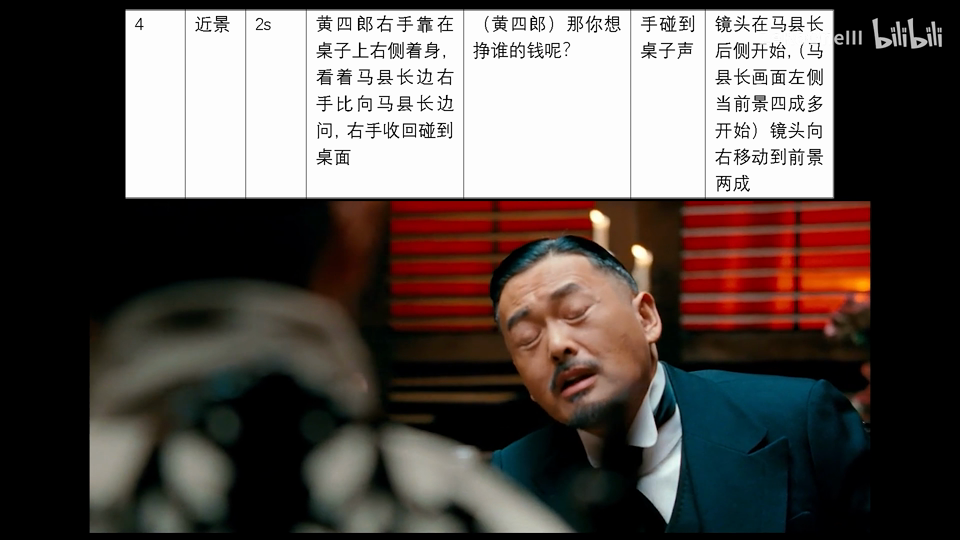 4
近景
2s
黄四郎右手靠在
桌子上右侧着身，
看着马县长边右
手比向马县长边
问，右手收回碰到
桌面
（黄四郎）那你想
挣谁的钱呢？
手碰到
桌子声
镜头在马县长
后侧开始，（马
县长画面左侧
当前景四成多
开始）镜头向
右移动到前景
两成
bilibili